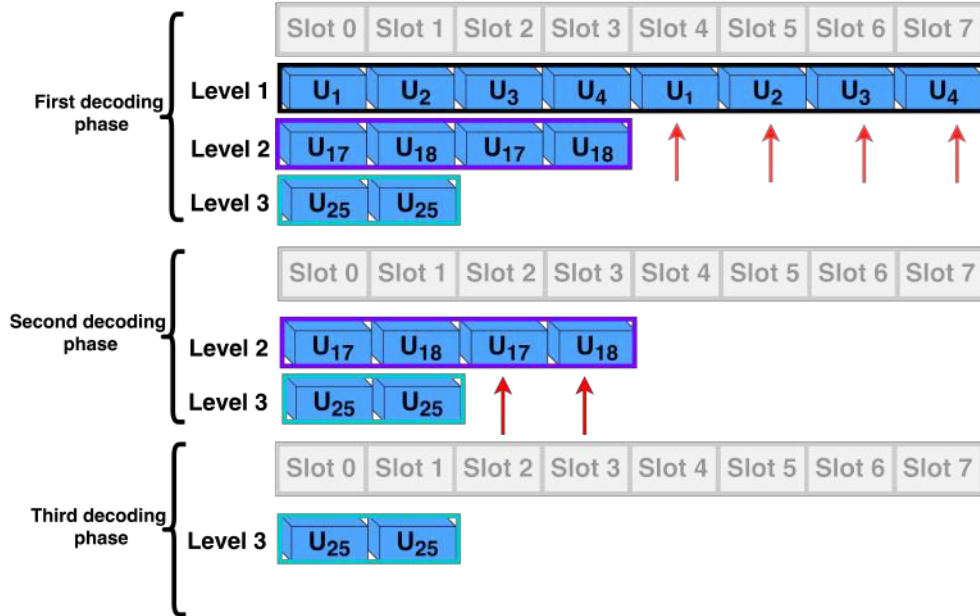 Slot 0 Slot 1 Slot 2 Slot 3 Slot 4 Slot 5 Slot 6 Slot 7
First decoding
phase
Level 1 U1 U2 U3 U4 U1 U2 U3 U4
Level 2 U17 U18 U17 U18
Level 3 U25 U25
Slot 0 Slot 1 Slot 2 Slot 3 Slot 4 Slot 5 Slot 6 Slot 7
Second decoding
phase
Level 2 U17 U18 U17 U18
Level 3 U25 U25
Slot 0 Slot 1 Slot 2 Slot 3 Slot 4 Slot 5 Slot 6 Slot 7
Third decoding
phase
Level 3 U25 U25